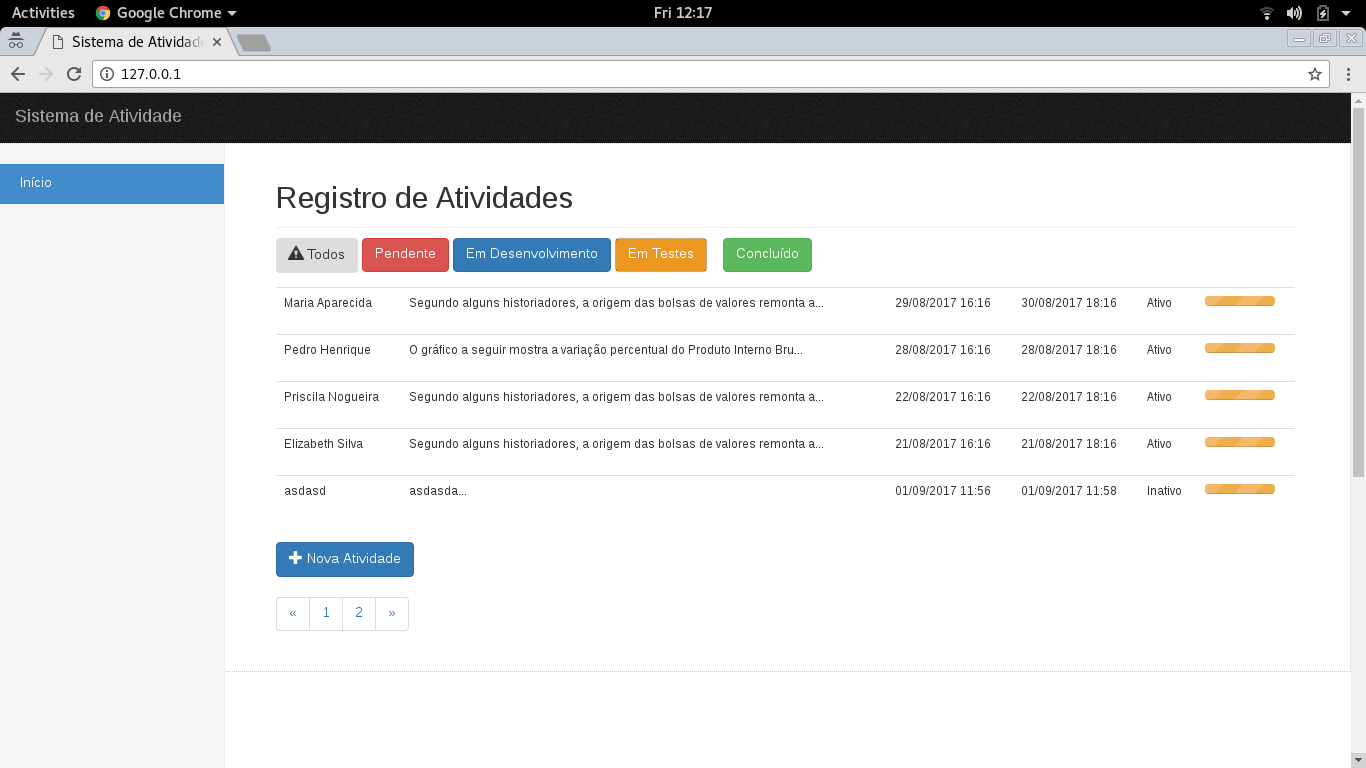 Activities Google Chrome Fri 12:17
Sistema de Atividad
127.0.0.1
Sistema de Atividade
Início
Registro de Atividades
Todos Pendente Em Desenvolvimento Em Testes Concluído
Maria Aparecida Segundo alguns historiadores, a origem das bolsas de valores remonta a... 29/08/2017 16:16 30/08/2017 18:16 Ativo
Pedro Henrique O gráfico a seguir mostra a variação percentual do Produto Interno Bru... 28/08/2017 16:16 28/08/2017 18:16 Ativo
Priscila Nogueira Segundo alguns historiadores, a origem das bolsas de valores remonta a... 22/08/2017 16:16 22/08/2017 18:16 Ativo
Elizabeth Silva Segundo alguns historiadores, a origem das bolsas de valores remonta a... 21/08/2017 16:16 21/08/2017 18:16 Ativo
asdasd asdasda... 01/09/2017 11:56 01/09/2017 11:58 Inativo
Nova Atividade
« 1 2 »